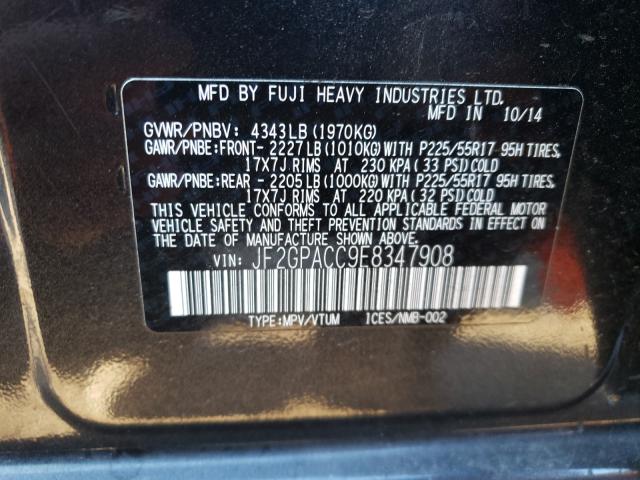 MFD BY FUJI HEAVY INDUSTRIES LTD.
MFD IN 10/14
GVWR/PNBV: 4343LB(1970KG)
GAWR/PNBE:FRONT- 2227LB(1010KG)WITH P225/55R17 95H TIRES,
17X7J RIMS AT 230 KPA(33 PSI)COLD
GAWR/PNBE:REAR - 2205LB(1000KG)WITH P225/55R17 95H TIRES,
17X7J RIMS AT 220 KPA(32 PSI)COLD
THIS VEHICLE CONFORMS TO ALL APPLICABLE FEDERAL MOTOR
VEHICLE SAFETY AND THEFT PREVENTION STANDARDS IN EFFECT
ON THE DATE OF MANUFACTURE SHOWN ABOVE.
VIN: JF2GPACC9F8347908
TYPE:MPV/VTUM ICES/NMB-002